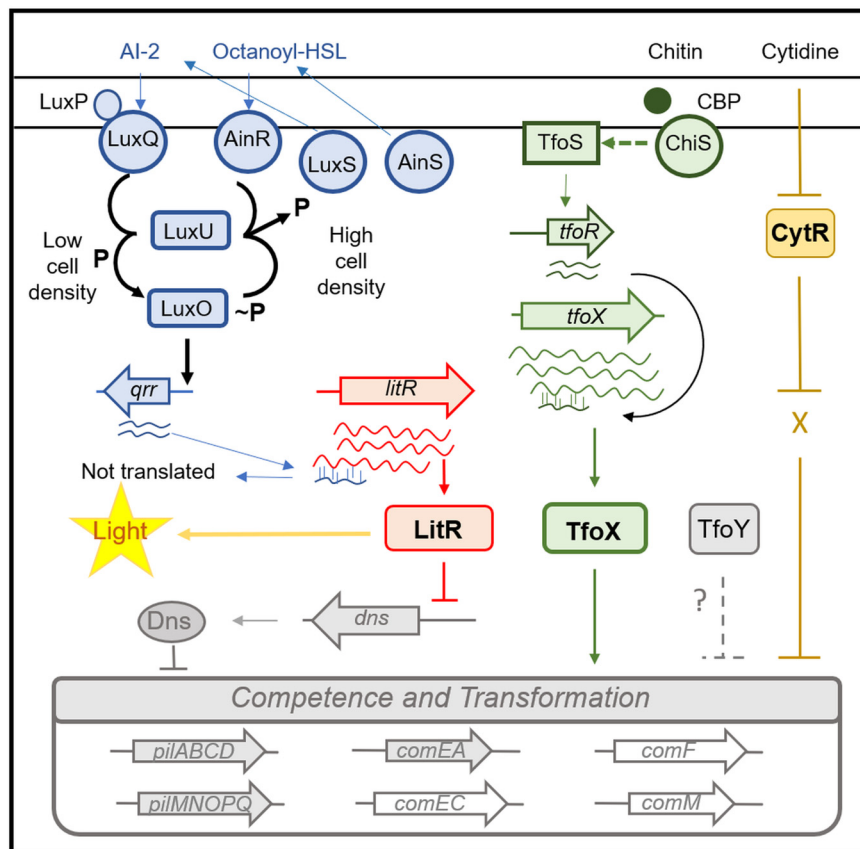 AI-2 Octanoyl-HSL Chitin Cytidine
LuxP CBP
LuxQ AinR TfoS ChiS
LuxS AinS
P
tfoR
LuxU CytR
Low
cell
density
P
High
cell
density
LuxO ~P
tfoX
qrr litR
X
Not translated
Light LitR TfoX TfoY
?
Dns dns
Competence and Transformation
pilABCD comEA comF
pilMNOPQ comEC comM